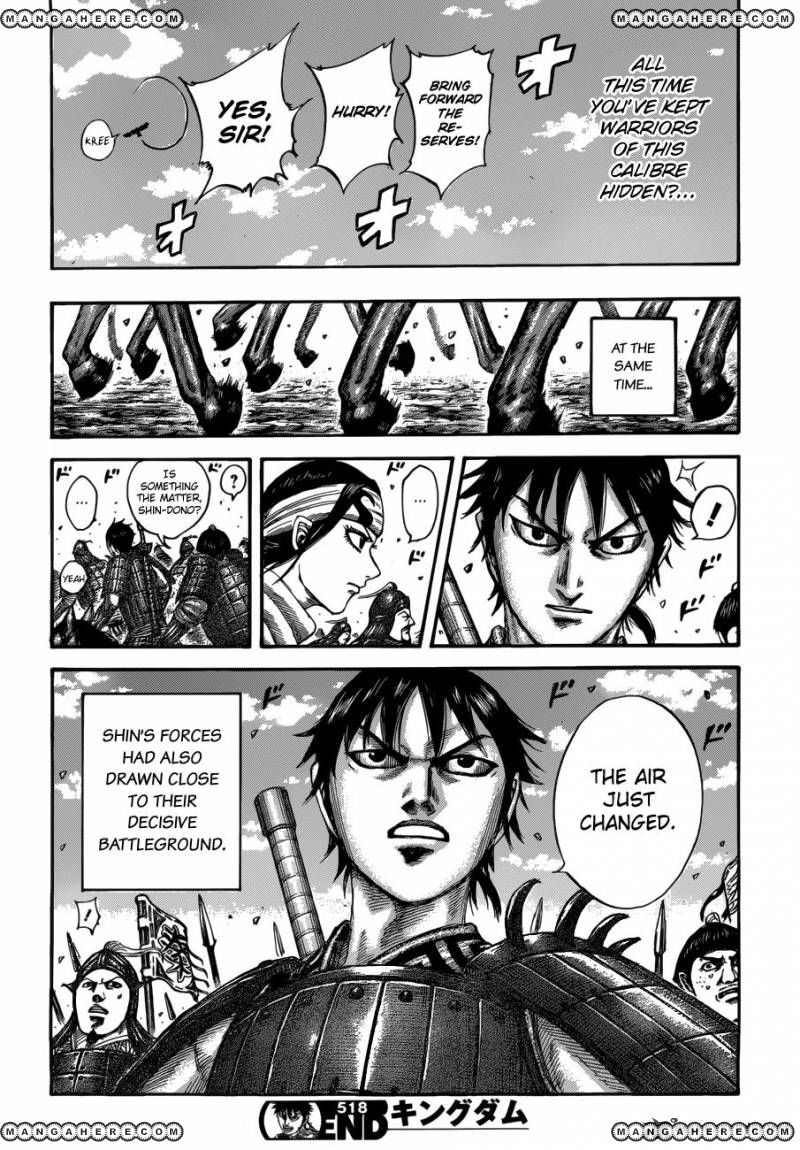 MANGAHERE.COM
MANGAHERE.COM
ALL
THIS TIME
YOU'VE KEPT
WARRIORS
OF THIS
CALIBRE
HIDDEN?...
オ
BRING
FORWARD
THE
RE-
SERVES!
HURRY!
オ
YES,
SIR!
オ
KREE
AT THE
SAME
TIME...
!
ド
ド
ド
...
ド
ド
...
?
IS
SOMETHING
THE MATTER,
SHIN-DONO?
YEAH
ド
ド
THE AIR
JUST
CHANGED.
ド
ド
ド
SHIN'S FORCES
HAD ALSO
DRAWN CLOSE
TO THEIR
DECISIVE
BATTLEGROUND.
!
518
END キングダム
MANGAHERE.COM
MANGAHERE.COM